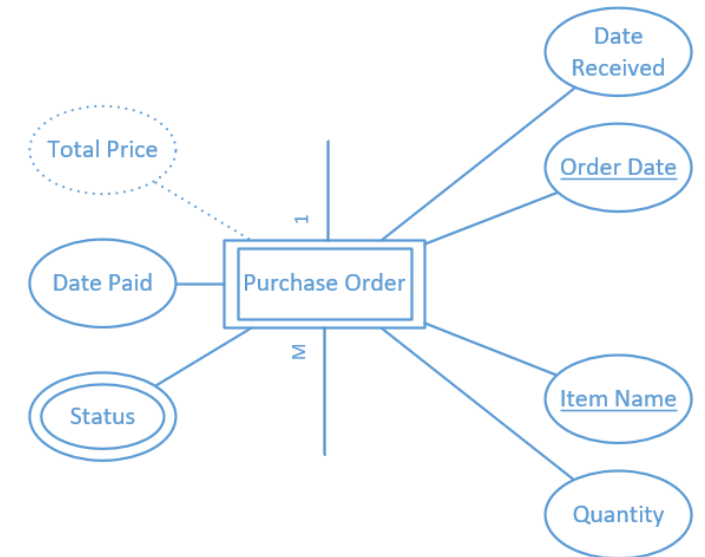 Date
Received
Total Price
Order Date
1
Date Paid
Purchase Order
M
Status
Item Name
Quantity